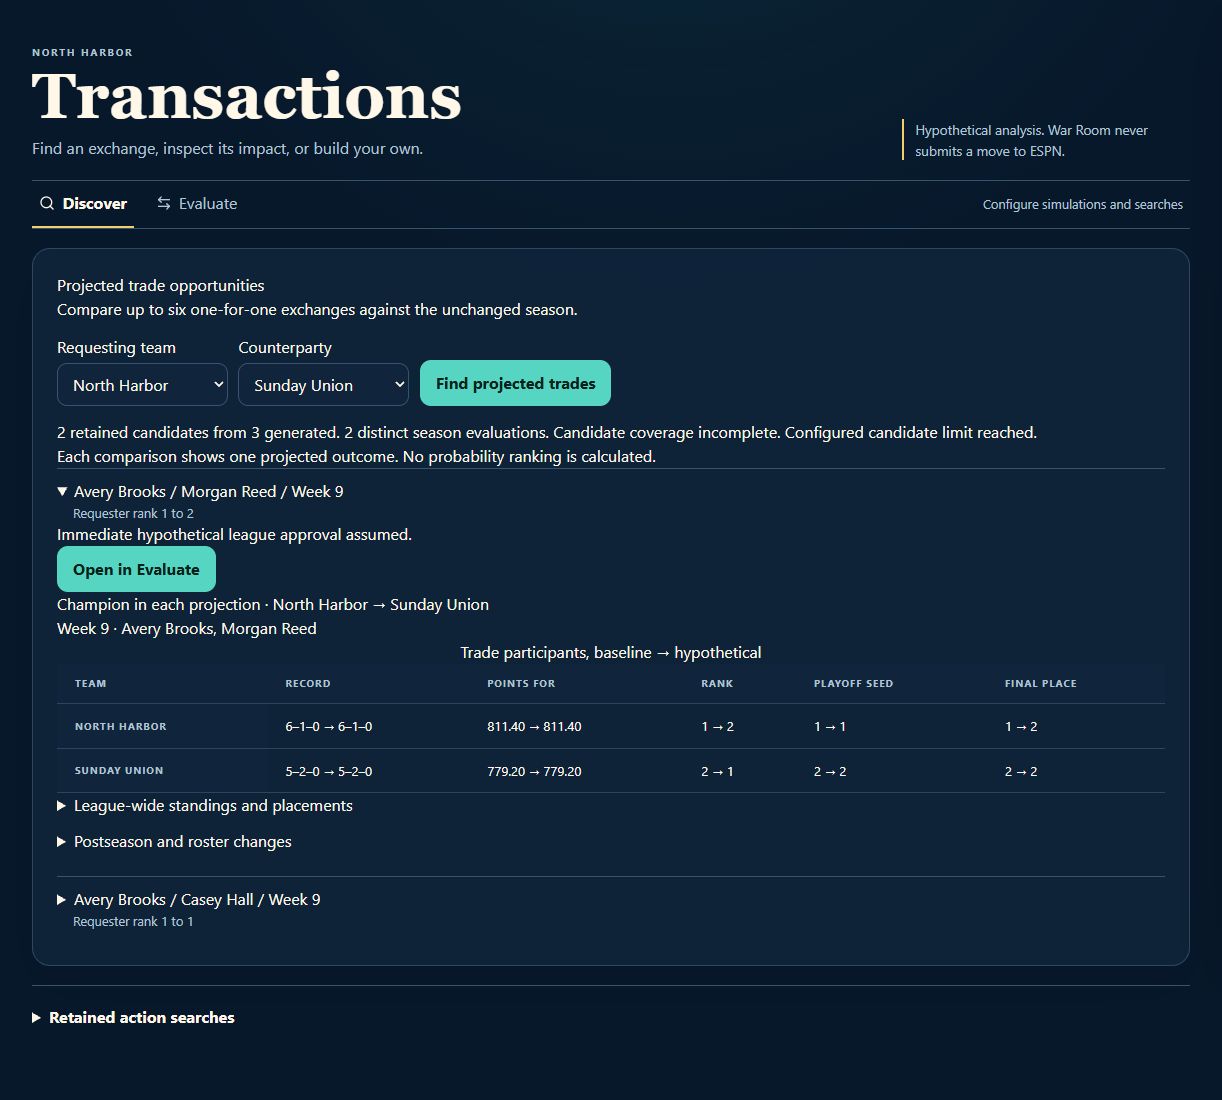 NORTH HARBOR
Transactions
Find an exchange, inspect its impact, or build your own.
Hypothetical analysis. War Room never
submits a move to ESPN.
Discover
Evaluate
Configure simulations and searches
Projected trade opportunities
Compare up to six one-for-one exchanges against the unchanged season.
Requesting team
Counterparty
North Harbor
Sunday Union
Find projected trades
2 retained candidates from 3 generated. 2 distinct season evaluations. Candidate coverage incomplete. Configured candidate limit reached.
Each comparison shows one projected outcome. No probability ranking is calculated.
▼ Avery Brooks / Morgan Reed / Week 9
Requester rank 1 to 2
Immediate hypothetical league approval assumed.
Open in Evaluate
Champion in each projection · North Harbor → Sunday Union
Week 9 · Avery Brooks, Morgan Reed
Trade participants, baseline → hypothetical
TEAM RECORD POINTS FOR RANK PLAYOFF SEED FINAL PLACE
NORTH HARBOR 6–1–0 → 6–1–0 811.40 → 811.40 1 → 2 1 → 1 1 → 2
SUNDAY UNION 5–2–0 → 5–2–0 779.20 → 779.20 2 → 1 2 → 2 2 → 2
▶ League-wide standings and placements
▶ Postseason and roster changes
▶ Avery Brooks / Casey Hall / Week 9
Requester rank 1 to 1
▶ Retained action searches